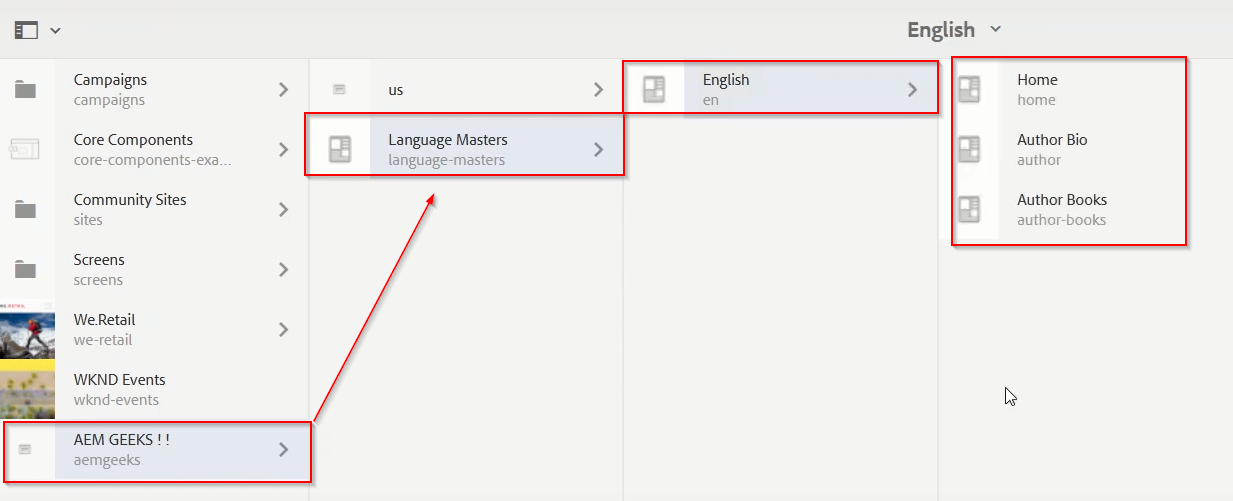 English
Campaigns
campaigns
Core Components
core-components-exa...
Community Sites
sites
Screens
screens
We.Retail
we-retail
WKND Events
wknd-events
AEM GEEKS ! !
aemgeeks
us
Language Masters
language-masters
English
en
Home
home
Author Bio
author
Author Books
author-books